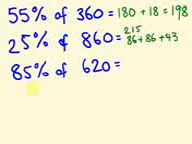 55% of 360 = 180 + 18 = 198
215
25% of 860 = 86 + 86 + 43
85% of 620 =